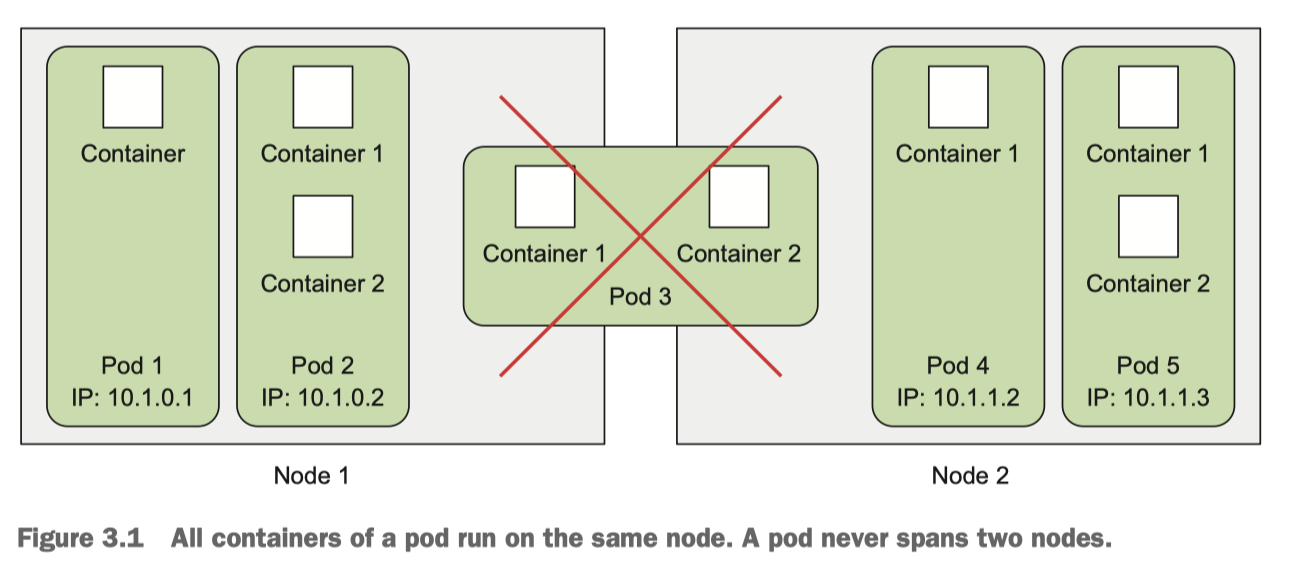 Container
Pod 1
IP: 10.1.0.1
Container 1
Container 2
Pod 2
IP: 10.1.0.2
Node 1
Container 1
Container 2
Pod 3
Container 1
Pod 4
IP: 10.1.1.2
Container 1
Container 2
Pod 5
IP: 10.1.1.3
Node 2
Figure 3.1 All containers of a pod run on the same node. A pod never spans two nodes.